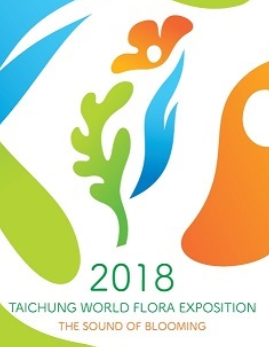 2018
TAICHUNG WORLD FLORA EXPOSITION
THE SOUND OF BLOOMING